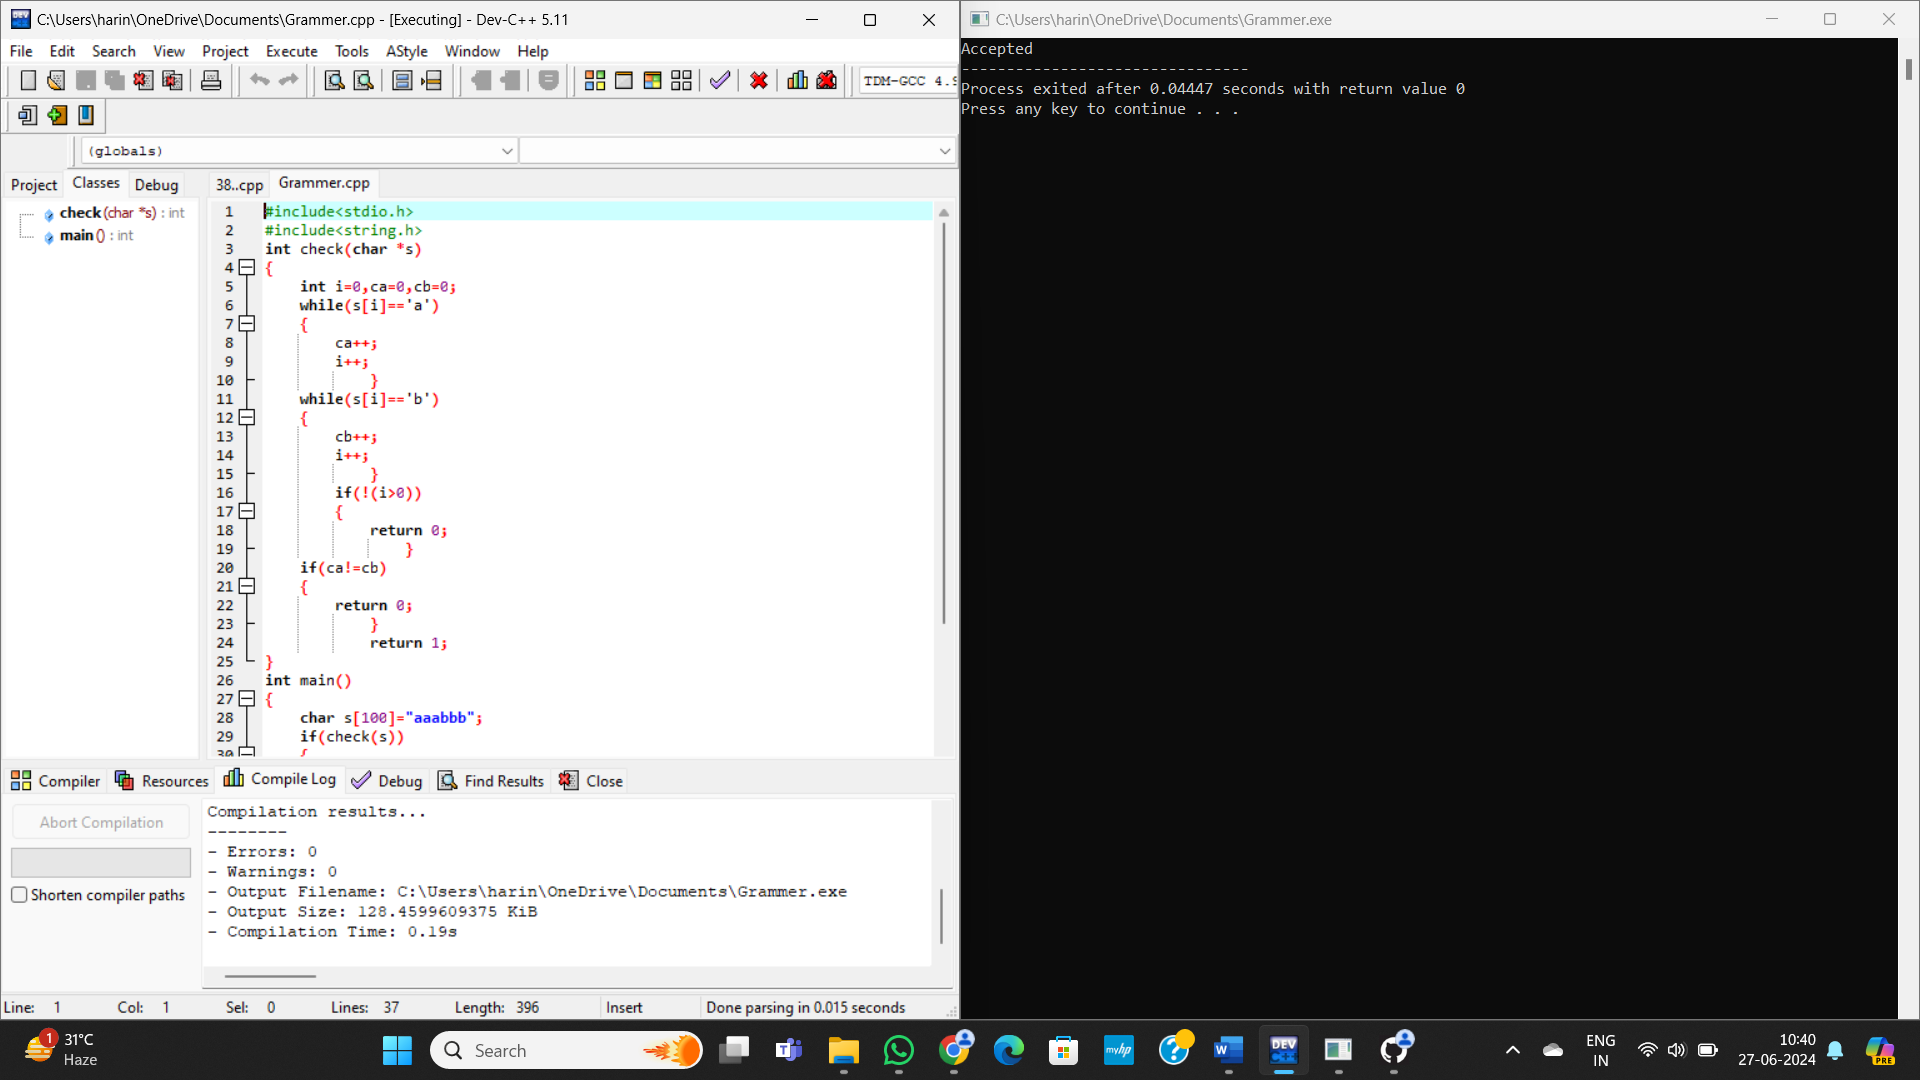 C:\Users\harin\OneDrive\Documents\Grammer.cpp - [Executing] - Dev-C++ 5.11
File Edit Search View Project Execute Tools AStyle Window Help
TDM-GCC 4.9
(globals)
Project Classes Debug
check (char *s) : int
main () : int
38..cpp Grammer.cpp
1 #include<stdio.h>
2 #include<string.h>
3 int check(char *s)
4 {
5 int i=0,ca=0,cb=0;
6 while(s[i]=='a')
7 {
8 ca++;
9 i++;
10 }
11 while(s[i]=='b')
12 {
13 cb++;
14 i++;
15 }
16 if(!(i>0))
17 {
18 return 0;
19 }
20 if(ca!=cb)
21 {
22 return 0;
23 }
24 return 1;
25 }
26 int main()
27 {
28 char s[100]="aaabbb";
29 if(check(s))
30 {
Compiler Resources Compile Log Debug Find Results Close
Abort Compilation
Shorten compiler paths
Compilation results...
--------
- Errors: 0
- Warnings: 0
- Output Filename: C:\Users\harin\OneDrive\Documents\Grammer.exe
- Output Size: 128.4599609375 KiB
- Compilation Time: 0.19s
Line: 1 Col: 1 Sel: 0 Lines: 37 Length: 396 Insert Done parsing in 0.015 seconds
C:\Users\harin\OneDrive\Documents\Grammer.exe
Accepted
--------------------------------
Process exited after 0.04447 seconds with return value 0
Press any key to continue . . .
1
31°C
Haze
Search
myhp
DEV
C++
ENG
IN
10:40
27-06-2024
PRE